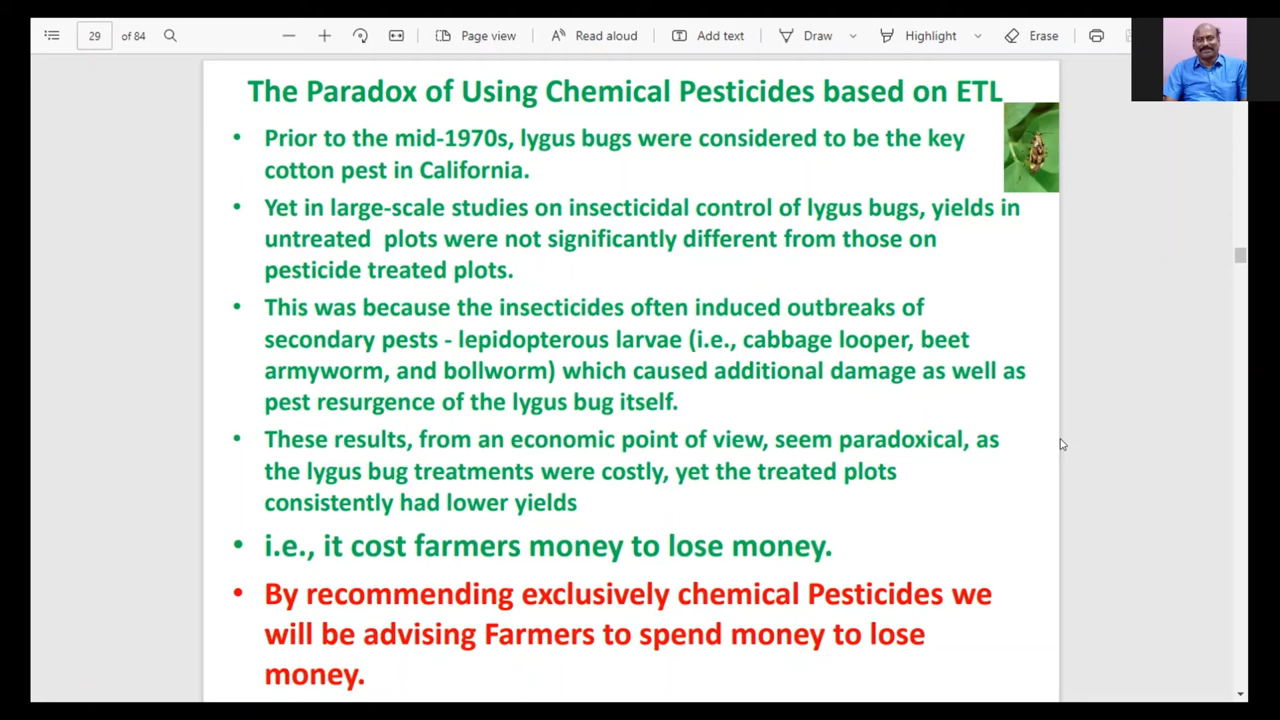 29 of 84 Page view Read aloud Add text Draw Highlight Erase
The Paradox of Using Chemical Pesticides based on ETL
• Prior to the mid-1970s, lygus bugs were considered to be the key
cotton pest in California.
• Yet in large-scale studies on insecticidal control of lygus bugs, yields in
untreated plots were not significantly different from those on
pesticide treated plots.
• This was because the insecticides often induced outbreaks of
secondary pests - lepidopterous larvae (i.e., cabbage looper, beet
armyworm, and bollworm) which caused additional damage as well as
pest resurgence of the lygus bug itself.
• These results, from an economic point of view, seem paradoxical, as
the lygus bug treatments were costly, yet the treated plots
consistently had lower yields
• i.e., it cost farmers money to lose money.
• By recommending exclusively chemical Pesticides we
will be advising Farmers to spend money to lose
money.